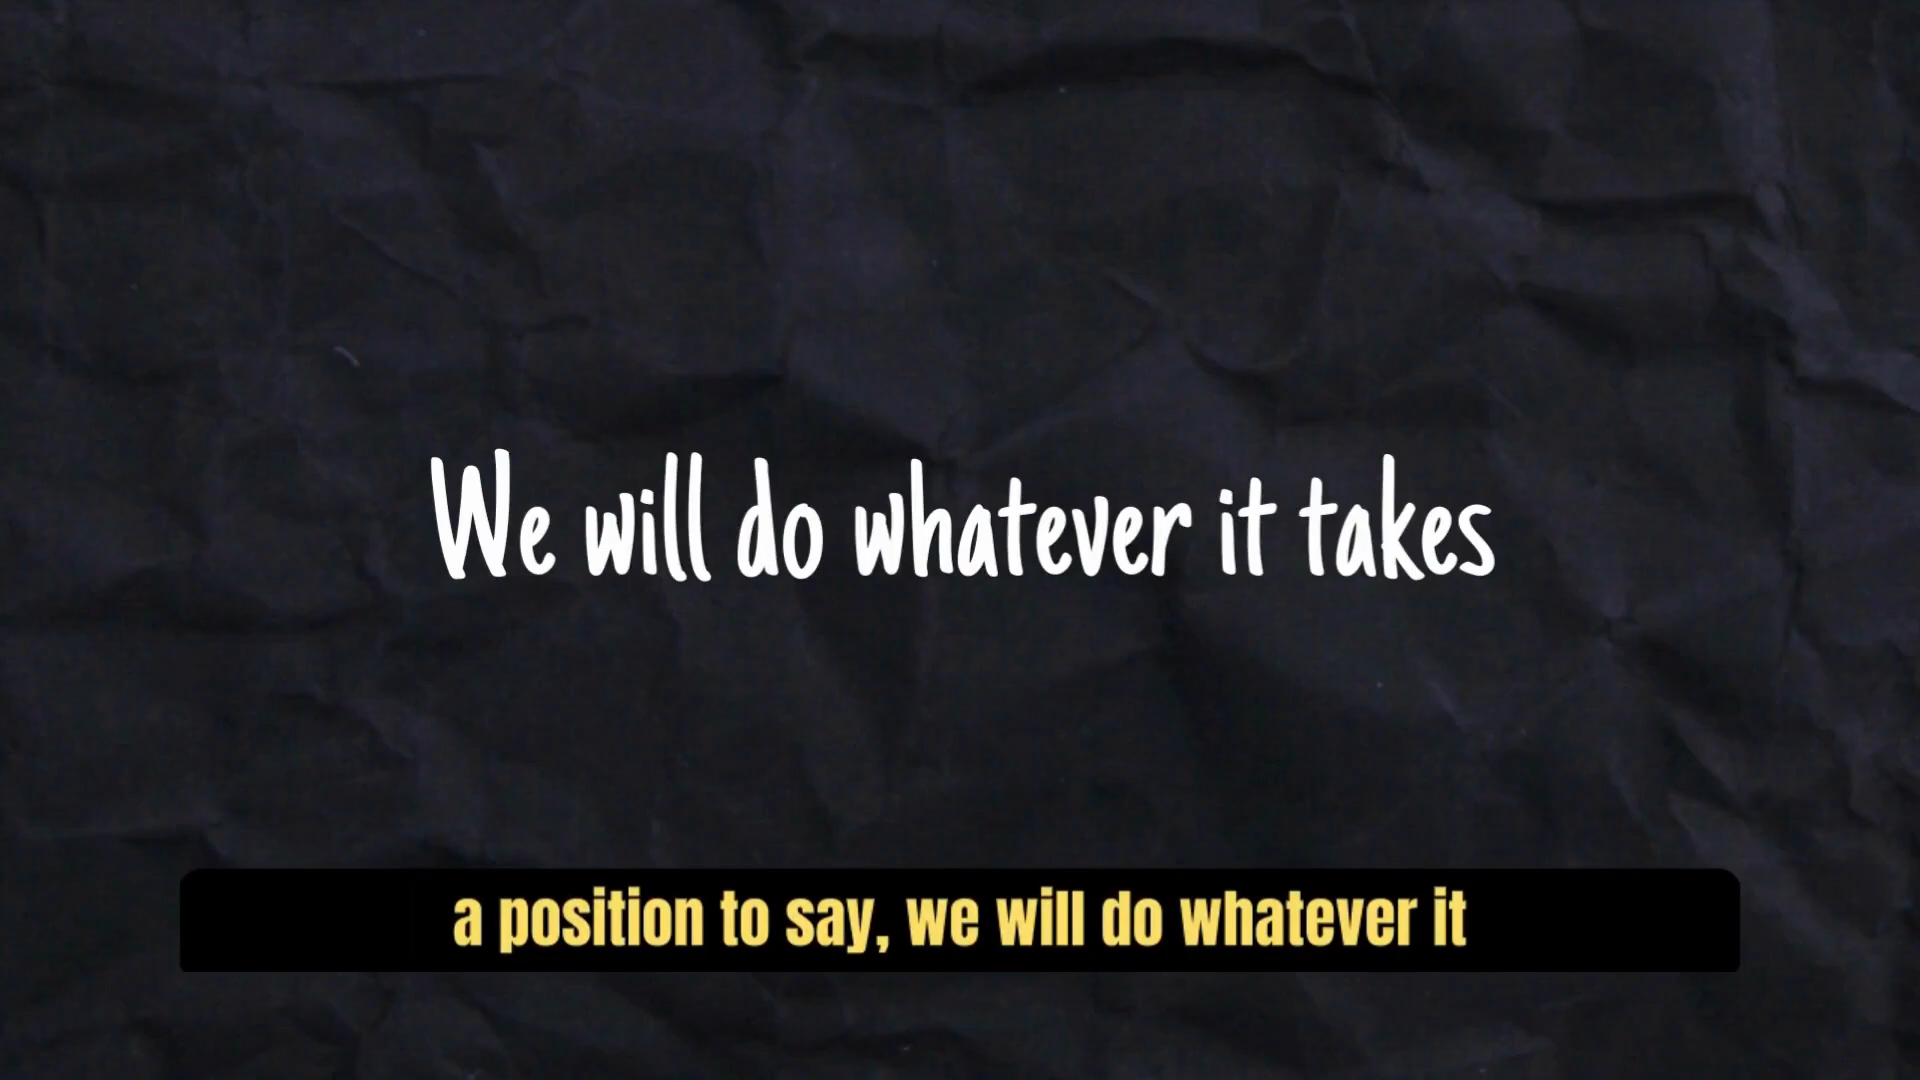 We will do whatever it takes
a position to say, we will do whatever it